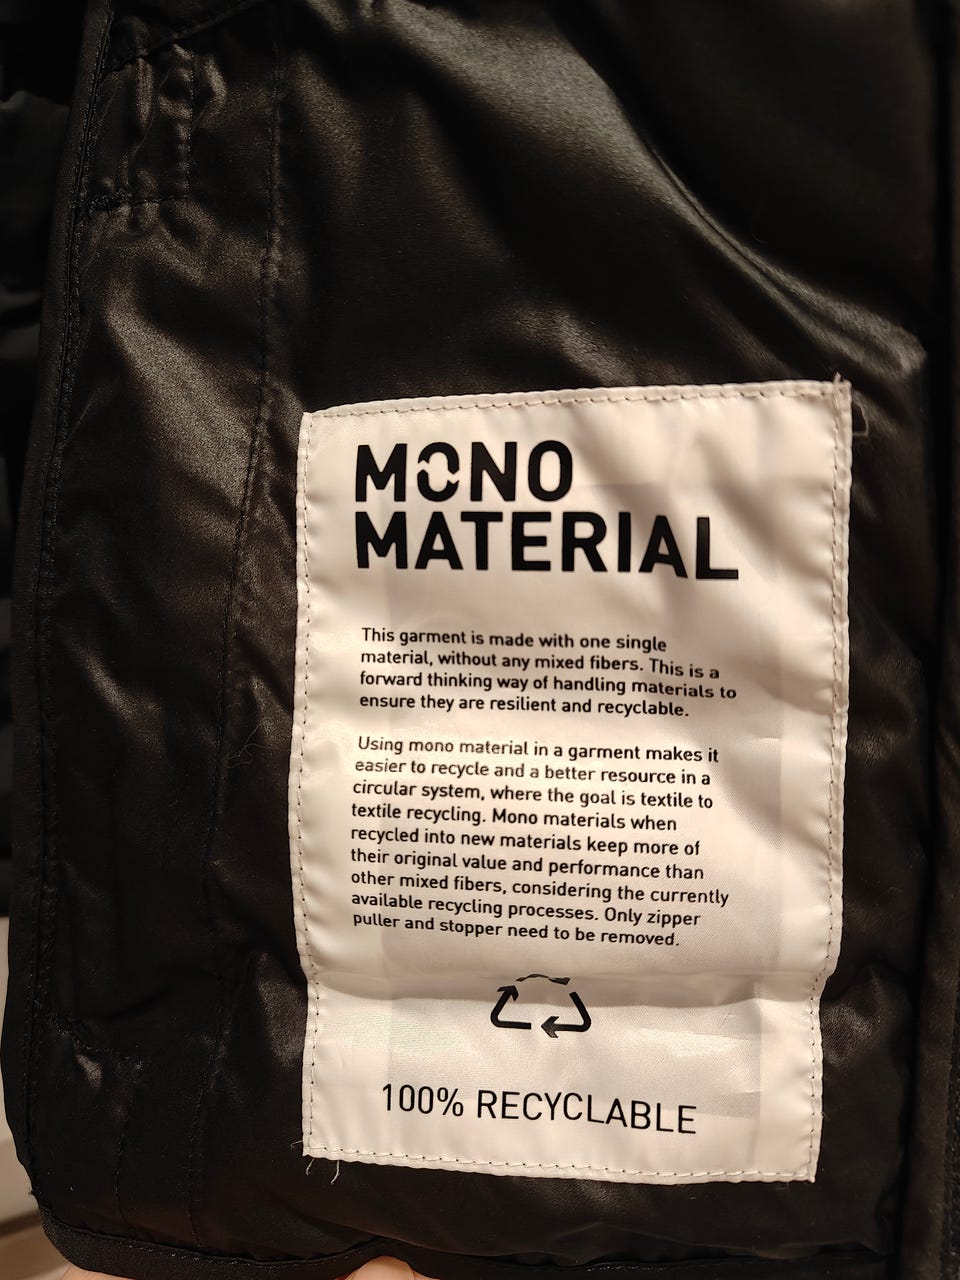 MONO
MATERIAL
This garment is made with one single
material, without any mixed fibers. This is a
forward thinking way of handling materials to
ensure they are resilient and recyclable.
Using mono material in a garment makes it
easier to recycle and a better resource in a
circular system, where the goal is textile to
textile recycling. Mono materials when
recycled into new materials keep more of
their original value and performance than
other mixed fibers, considering the currently
available recycling processes. Only zipper
puller and stopper need to be removed.
100% RECYCLABLE